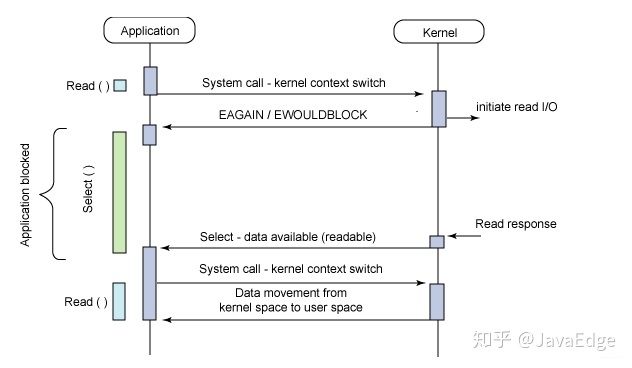 Application
Kernel
Read ( )
System call - kernel context switch
initiate read I/O
EAGAIN / EWOULDBLOCK
Application blocked
Select ( )
Read response
Select - data available (readable)
System call - kernel context switch
Read ( )
Data movement from
kernel space to user space
知乎 @JavaEdge